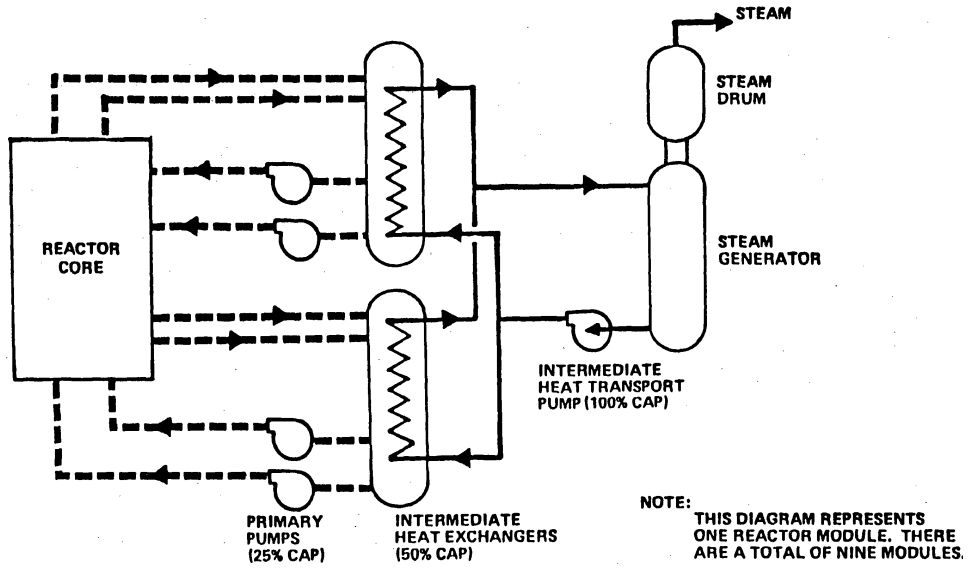 STEAM
STEAM
DRUM
REACTOR
CORE
STEAM
GENERATOR
INTERMEDIATE
HEAT TRANSPORT
PUMP (100% CAP)
PRIMARY
PUMPS
(25% CAP)
INTERMEDIATE
HEAT EXCHANGERS
(50% CAP)
NOTE:
THIS DIAGRAM REPRESENTS
ONE REACTOR MODULE. THERE
ARE A TOTAL OF NINE MODULES.